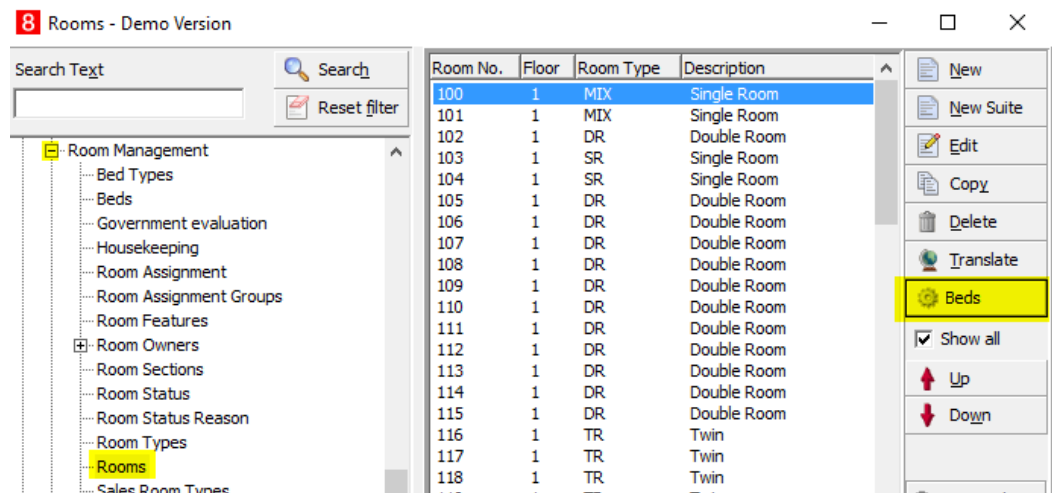 8 Rooms - Demo Version
Search Text
Search
Reset filter
Room Management
Bed Types
Beds
Government evaluation
Housekeeping
Room Assignment
Room Assignment Groups
Room Features
Room Owners
Room Sections
Room Status
Room Status Reason
Room Types
Rooms
Sales Room Types
Room No. Floor Room Type Description
100 1 MIX Single Room
101 1 MIX Single Room
102 1 DR Double Room
103 1 SR Single Room
104 1 SR Single Room
105 1 DR Double Room
106 1 DR Double Room
107 1 DR Double Room
108 1 DR Double Room
109 1 DR Double Room
110 1 DR Double Room
111 1 DR Double Room
112 1 DR Double Room
113 1 DR Double Room
114 1 DR Double Room
115 1 DR Double Room
116 1 TR Twin
117 1 TR Twin
118 1 TR Twin
New
New Suite
Edit
Copy
Delete
Translate
Beds
Show all
Up
Down